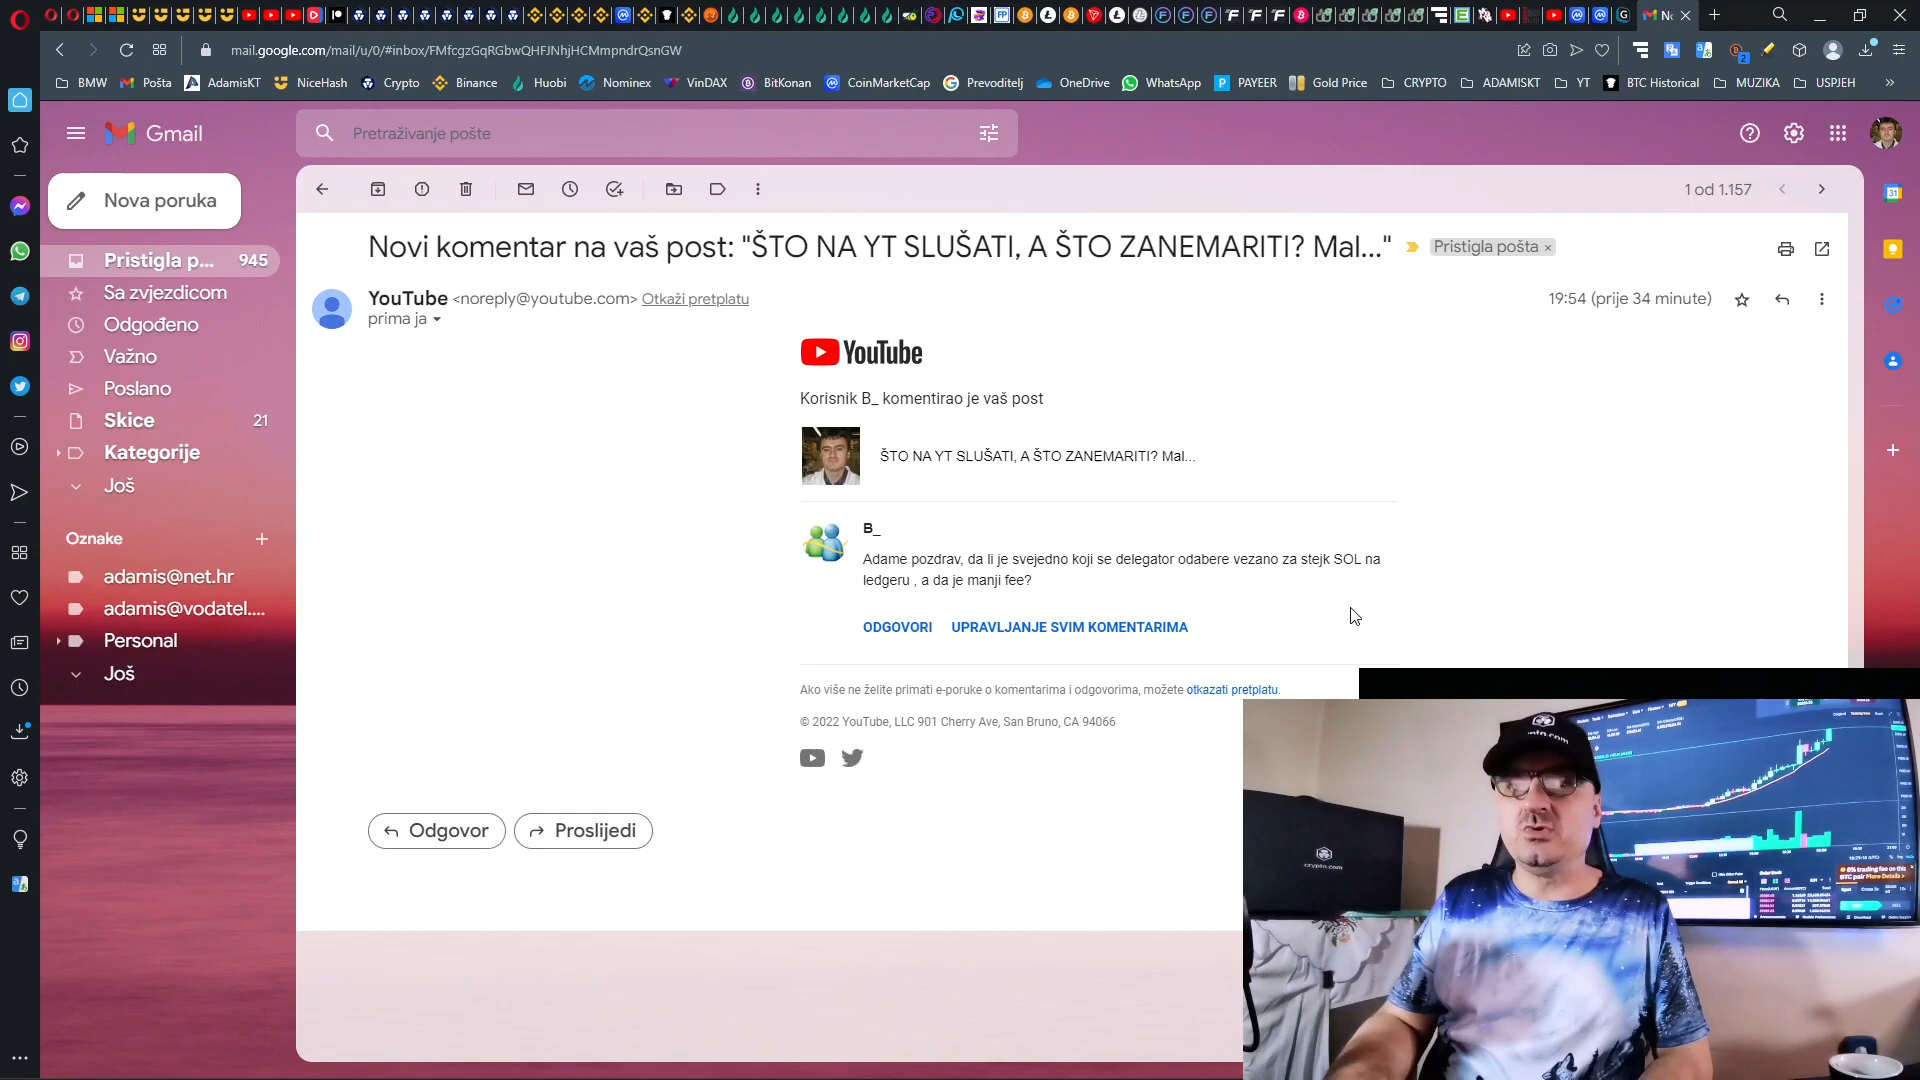 mail.google.com/mail/u/0/#inbox/FMfcgzGqRGbwQHFJNhjHCMmpndrQsnGW
BMW Pošta AdamisKT NiceHash Crypto Binance Huobi Nominex VinDAX BitKonan CoinMarketCap Prevoditelj OneDrive WhatsApp PAYEER Gold Price CRYPTO ADAMISKT YT BTC Historical MUZIKA USPJEH »
Gmail
Pretraživanje pošte
Nova poruka
1 od 1.157
Pristigla p... 945
Sa zvjezdicom
Odgođeno
Važno
Poslano
Skice 21
Kategorije
Još
Oznake +
adamis@net.hr
adamis@vodatel....
Personal
Još
Novi komentar na vaš post: "ŠTO NA YT SLUŠATI, A ŠTO ZANEMARITI? Mal..." Pristigla pošta ×
YouTube <noreply@youtube.com> Otkaži pretplatu
19:54 (prije 34 minute)
prima ja
YouTube
Korisnik B_ komentirao je vaš post
ŠTO NA YT SLUŠATI, A ŠTO ZANEMARITI? Mal...
B_
Adame pozdrav, da li je svejedno koji se delegator odabere vezano za stejk SOL na
ledgeru , a da je manji fee?
ODGOVORI UPRAVLJANJE SVIM KOMENTARIMA
Ako više ne želite primati e-poruke o komentarima i odgovorima, možete otkazati pretplatu.
© 2022 YouTube, LLC 901 Cherry Ave, San Bruno, CA 94066
Odgovor
Proslijedi
crypto.com